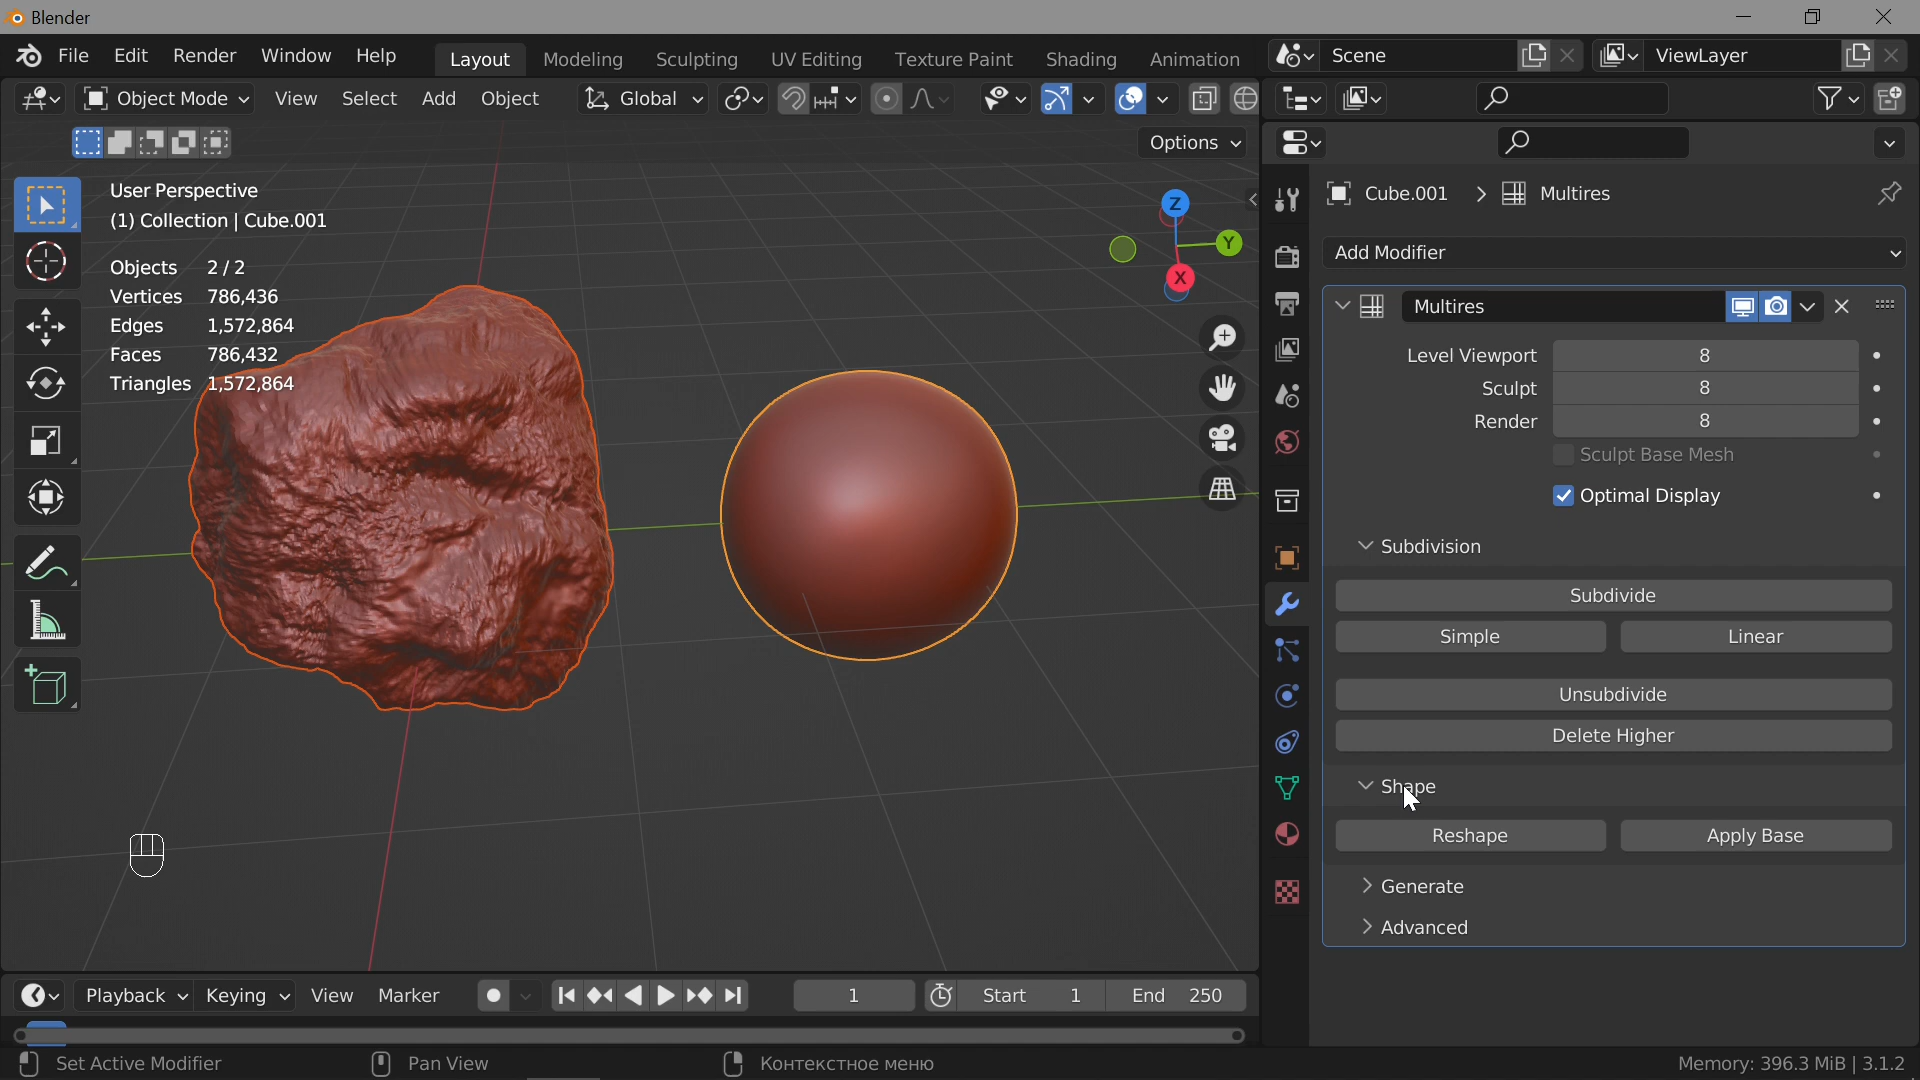 Blender
File Edit Render Window Help Layout Modeling Sculpting UV Editing Texture Paint Shading Animation Scene ViewLayer
Object Mode View Select Add Object Global
Options
User Perspective
(1) Collection | Cube.001
Objects 2 / 2
Vertices 786,436
Edges 1,572,864
Faces 786,432
Triangles 1,572,864
Z
Y
X
Cube.001 Multires
Add Modifier
Multires
Level Viewport 8
Sculpt 8
Render 8
Sculpt Base Mesh
Optimal Display
Subdivision
Subdivide
Simple Linear
Unsubdivide
Delete Higher
Shape
Reshape Apply Base
Generate
Advanced
Playback Keying View Marker 1 Start 1 End 250
Set Active Modifier Pan View Контекстное меню Memory: 396.3 MiB | 3.1.2